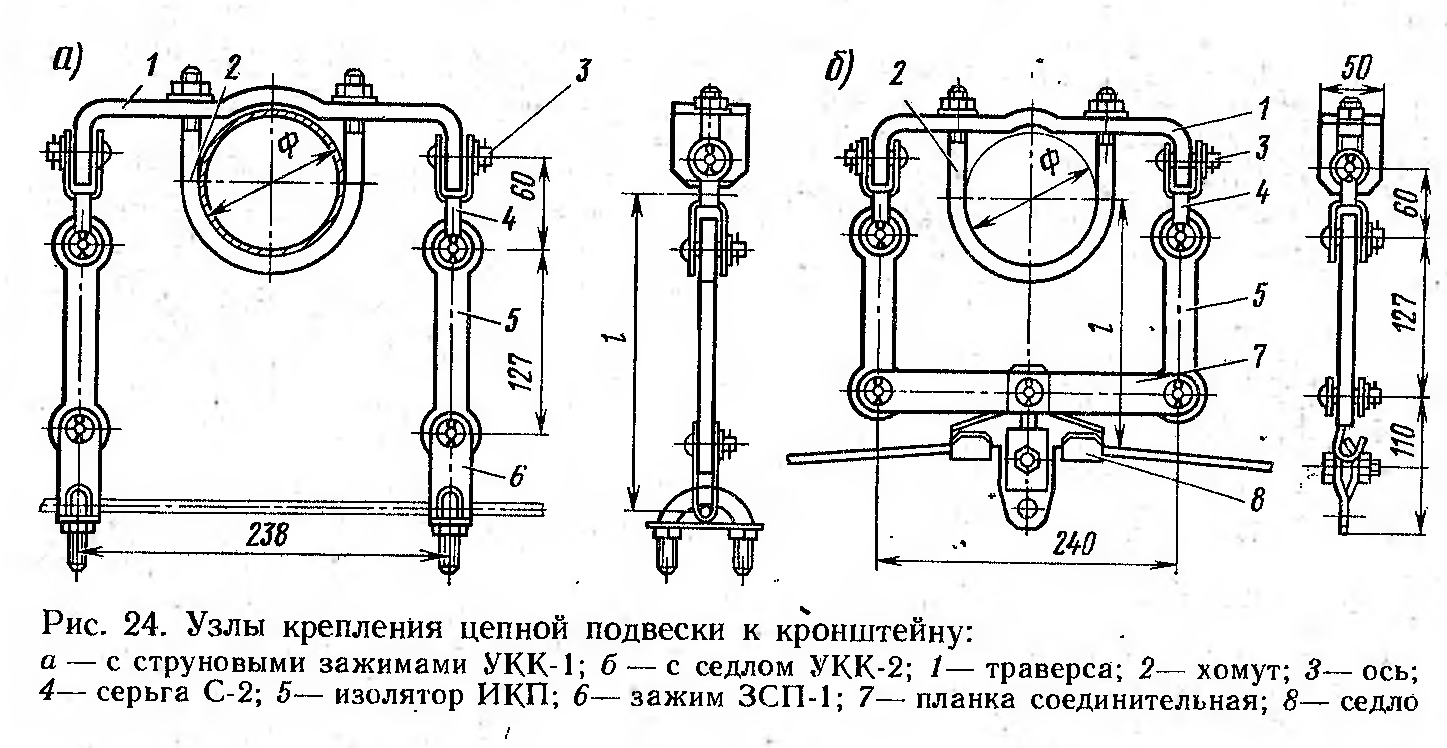 а)
1
2
3
Ф
60
4
5
127
6
238
l
б)
2
50
1
Ф
3
4
60
5
127
l
7
110
8
240
Рис. 24. Узлы крепления цепной подвески к кронштейну:
а — с струновыми зажимами УКК-1; б — с седлом УКК-2; 1— траверса; 2— хомут; 3— ось;
4— серьга С-2; 5— изолятор ИКП; 6— зажим ЗСП-1; 7— планка соединительная; 8— седло